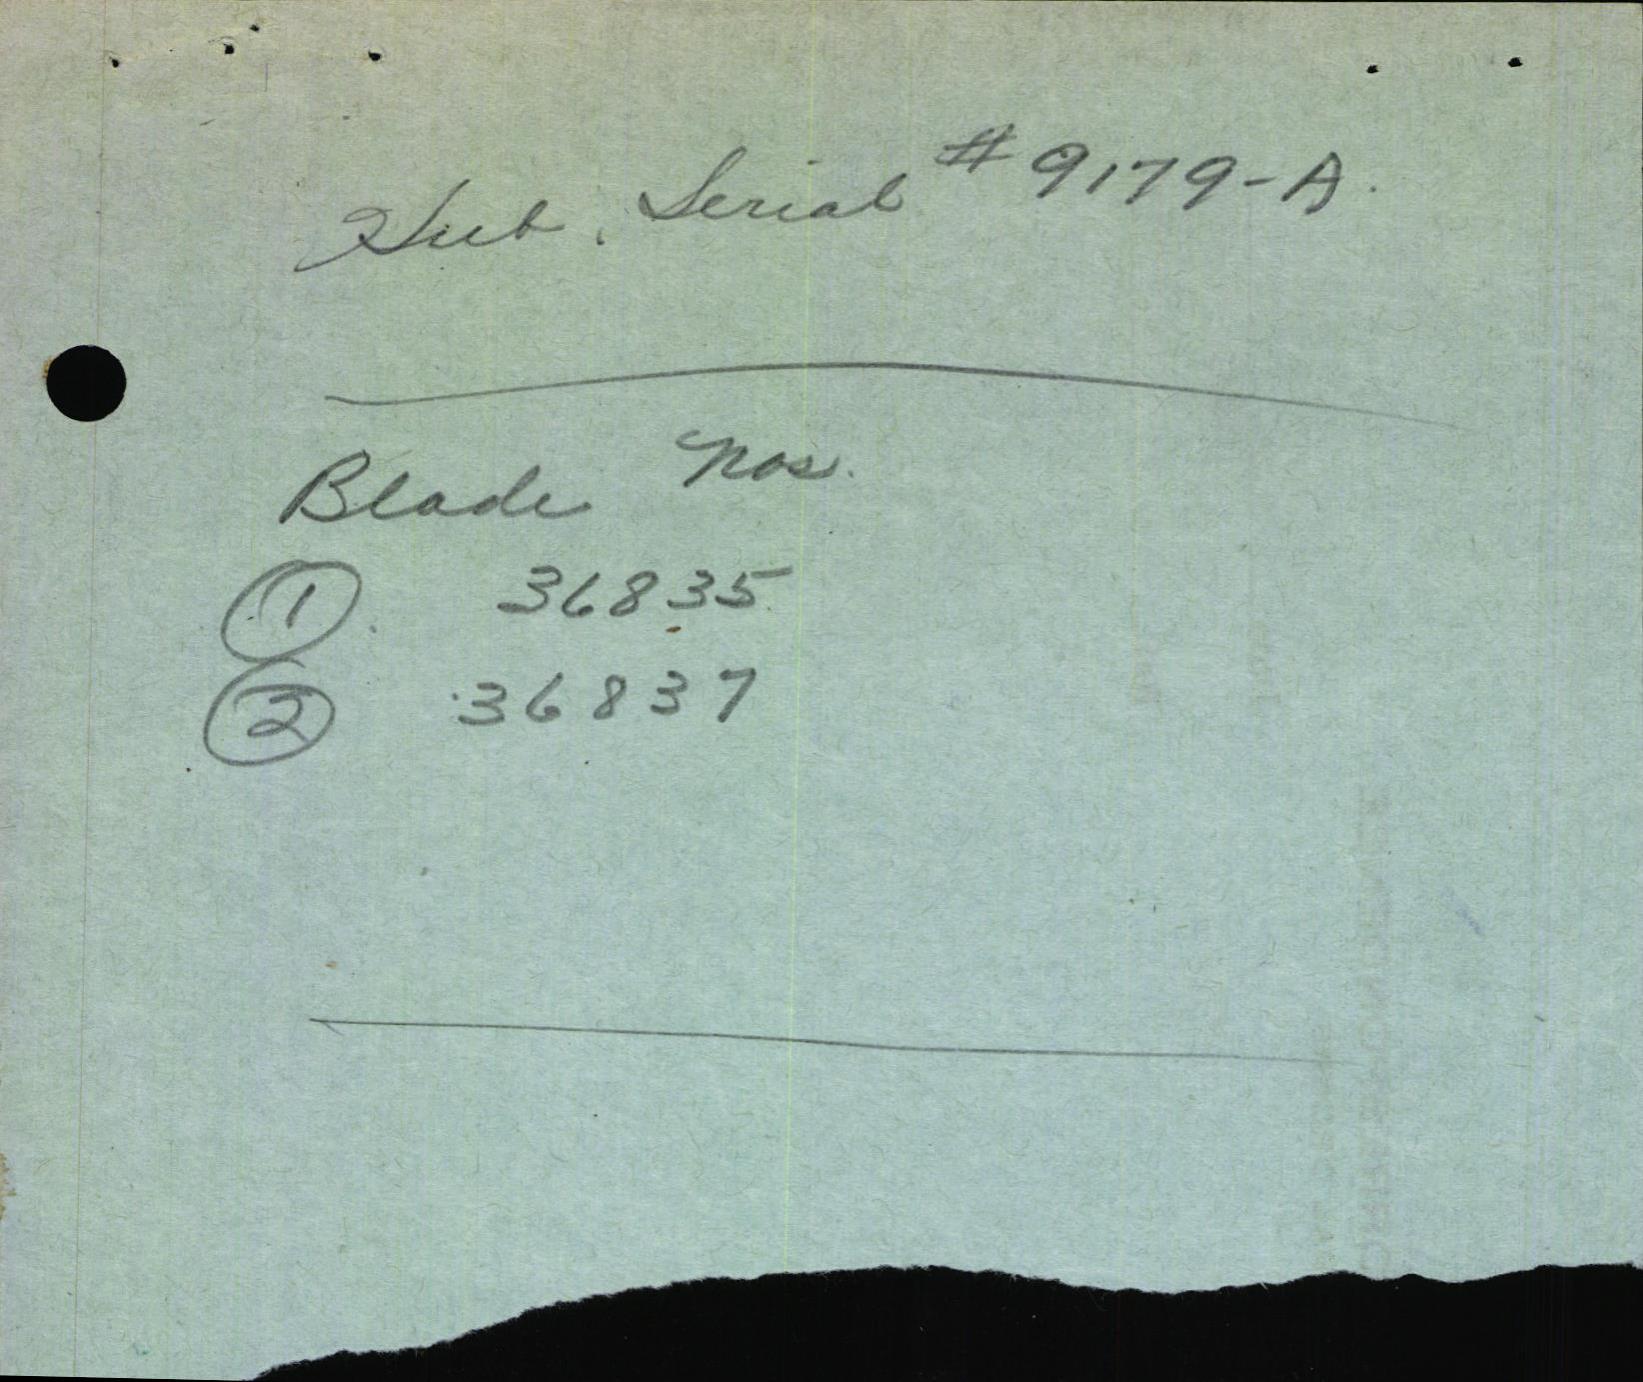 Hub. Serial #9179-A.
Blade Nos.
1. 36835
2 36837